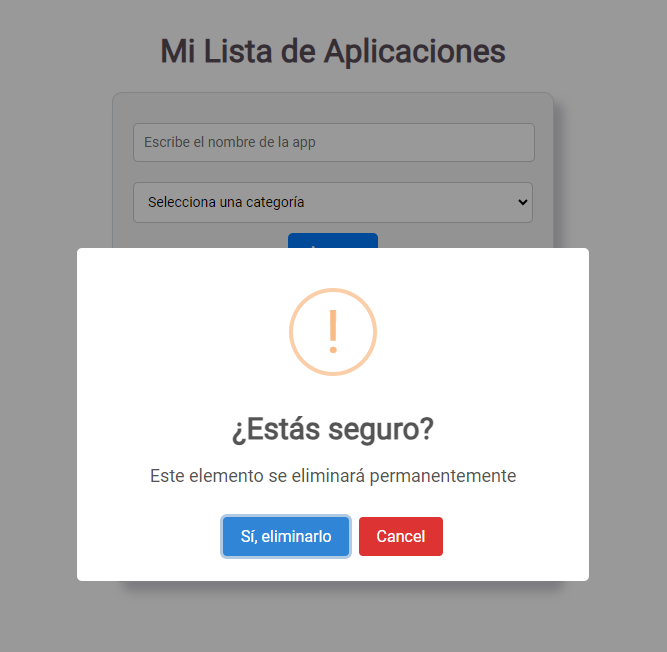 Mi Lista de Aplicaciones
Escribe el nombre de la app
Selecciona una categoría
!
¿Estás seguro?
Este elemento se eliminará permanentemente
Sí, eliminarlo
Cancel